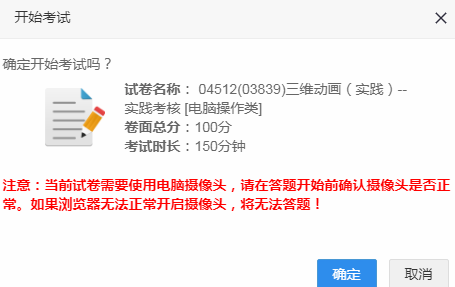 开始考试
确定开始考试吗？
试卷名称： 04512(03839)三维动画（实践）--
实践考核 [电脑操作类]
卷面总分：100分
考试时长：150分钟
注意：当前试卷需要使用电脑摄像头，请在答题开始前确认摄像头是否正
常。如果浏览器无法正常开启摄像头，将无法答题！
确定
取消